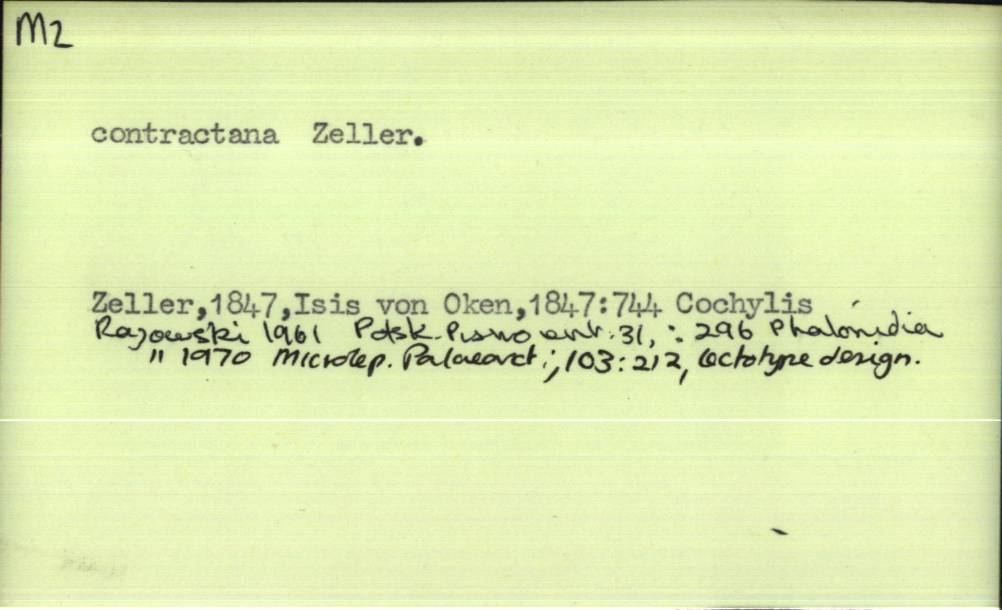 M2
contractana Zeller.
Zeller,1847,Isis von Oken,1847:744 Cochylis
Razowski 1961 Polsk. Pismo ent. 31, : 296 Phalonidia
" 1970 Microlep. Palaearct:, 103:212, lectotype design.